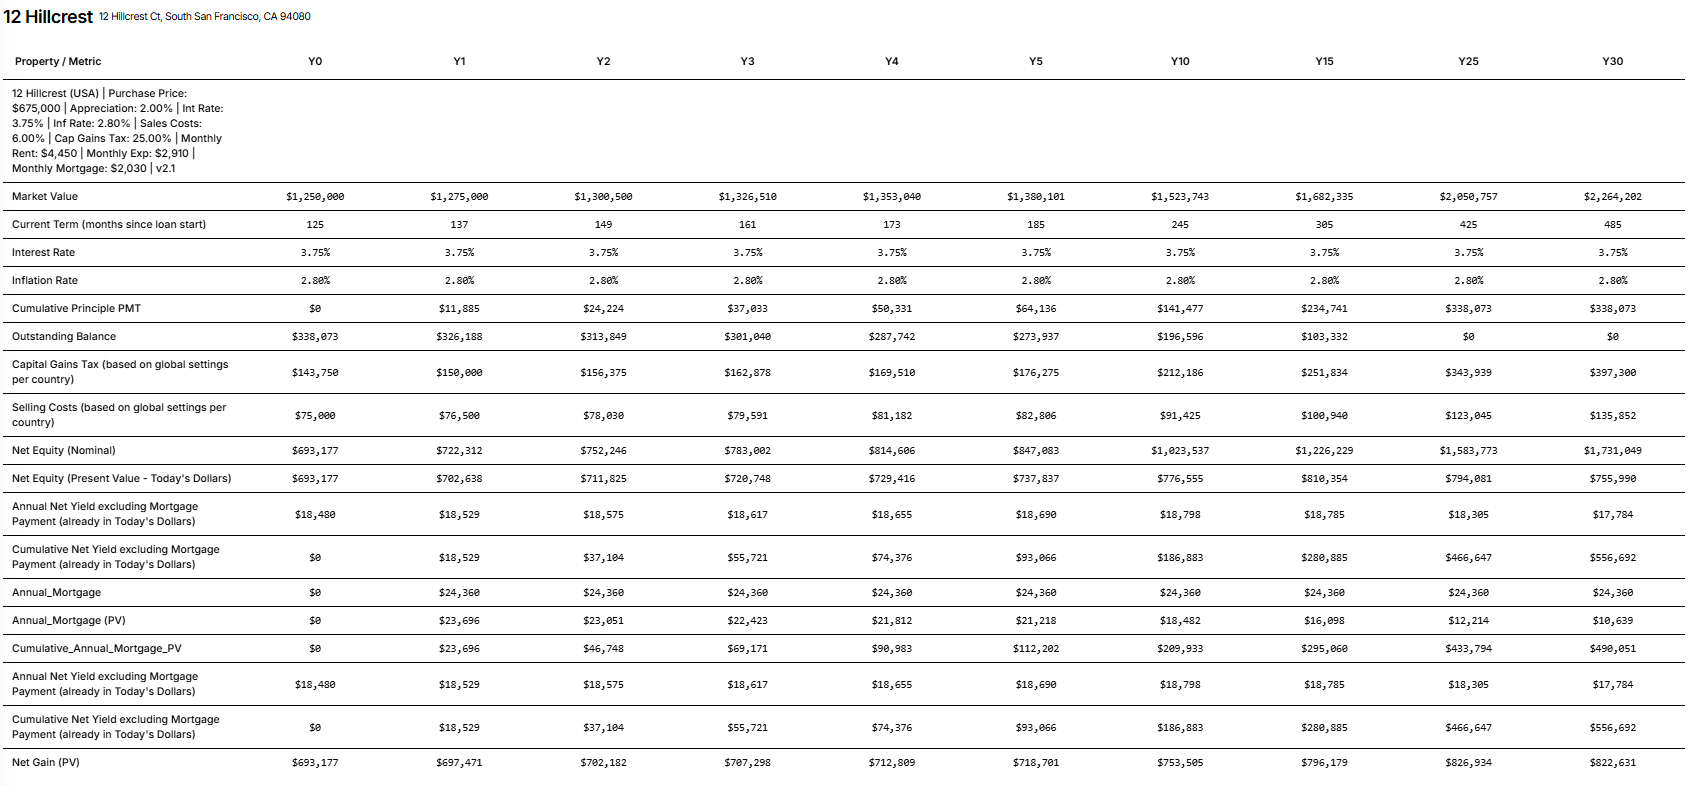 12 Hillcrest 12 Hillcrest Ct, South San Francisco, CA 94080
Property / Metric Y0 Y1 Y2 Y3 Y4 Y5 Y10 Y15 Y25 Y30
12 Hillcrest (USA) | Purchase Price:
$675,000 | Appreciation: 2.00% | Int Rate:
3.75% | Inf Rate: 2.80% | Sales Costs:
6.00% | Cap Gains Tax: 25.00% | Monthly
Rent: $4,450 | Monthly Exp: $2,910 |
Monthly Mortgage: $2,030 | v2.1
Market Value $1,250,000 $1,275,000 $1,300,500 $1,326,510 $1,353,040 $1,380,101 $1,523,743 $1,682,335 $2,050,757 $2,264,202
Current Term (months since loan start) 125 137 149 161 173 185 245 305 425 485
Interest Rate 3.75% 3.75% 3.75% 3.75% 3.75% 3.75% 3.75% 3.75% 3.75% 3.75%
Inflation Rate 2.80% 2.80% 2.80% 2.80% 2.80% 2.80% 2.80% 2.80% 2.80% 2.80%
Cumulative Principle PMT $0 $11,885 $24,224 $37,033 $50,331 $64,136 $141,477 $234,741 $338,073 $338,073
Outstanding Balance $338,073 $326,188 $313,849 $301,040 $287,742 $273,937 $196,596 $103,332 $0 $0
Capital Gains Tax (based on global settings
per country) $143,750 $150,000 $156,375 $162,878 $169,510 $176,275 $212,186 $251,834 $343,939 $397,300
Selling Costs (based on global settings per
country) $75,000 $76,500 $78,030 $79,591 $81,182 $82,806 $91,425 $100,940 $123,045 $135,852
Net Equity (Nominal) $693,177 $722,312 $752,246 $783,002 $814,606 $847,083 $1,023,537 $1,226,229 $1,583,773 $1,731,049
Net Equity (Present Value - Today's Dollars) $693,177 $702,638 $711,825 $720,748 $729,416 $737,837 $776,555 $810,354 $794,081 $755,990
Annual Net Yield excluding Mortgage
Payment (already in Today's Dollars) $18,480 $18,529 $18,575 $18,617 $18,655 $18,690 $18,798 $18,785 $18,305 $17,784
Cumulative Net Yield excluding Mortgage
Payment (already in Today's Dollars) $0 $18,529 $37,104 $55,721 $74,376 $93,066 $186,883 $280,885 $466,647 $556,692
Annual_Mortgage $0 $24,360 $24,360 $24,360 $24,360 $24,360 $24,360 $24,360 $24,360 $24,360
Annual_Mortgage (PV) $0 $23,696 $23,051 $22,423 $21,812 $21,218 $18,482 $16,098 $12,214 $10,639
Cumulative_Annual_Mortgage_PV $0 $23,696 $46,748 $69,171 $90,983 $112,202 $209,933 $295,060 $433,794 $490,051
Annual Net Yield excluding Mortgage
Payment (already in Today's Dollars) $18,480 $18,529 $18,575 $18,617 $18,655 $18,690 $18,798 $18,785 $18,305 $17,784
Cumulative Net Yield excluding Mortgage
Payment (already in Today's Dollars) $0 $18,529 $37,104 $55,721 $74,376 $93,066 $186,883 $280,885 $466,647 $556,692
Net Gain (PV) $693,177 $697,471 $702,182 $707,298 $712,809 $718,701 $753,505 $796,179 $826,934 $822,631